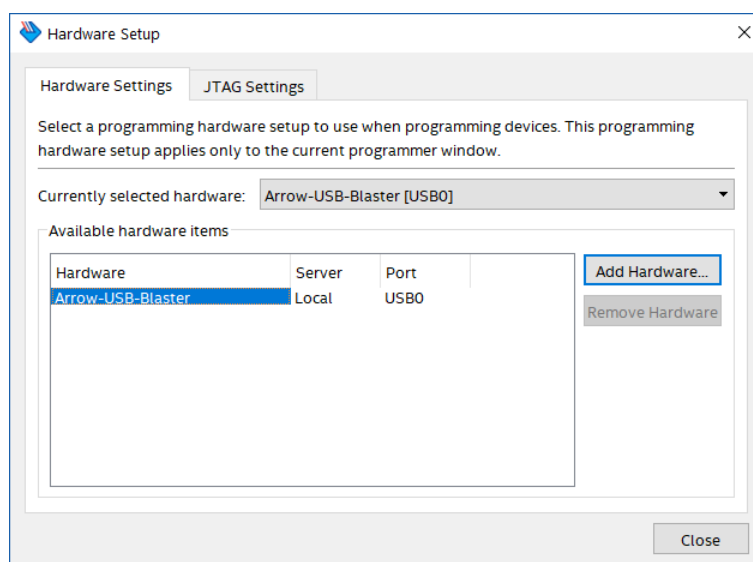 Hardware Setup
Hardware Settings
JTAG Settings
Select a programming hardware setup to use when programming devices. This programming
hardware setup applies only to the current programmer window.
Currently selected hardware: Arrow-USB-Blaster [USB0]
Available hardware items
Hardware Server Port
Arrow-USB-Blaster Local USB0
Add Hardware...
Remove Hardware
Close